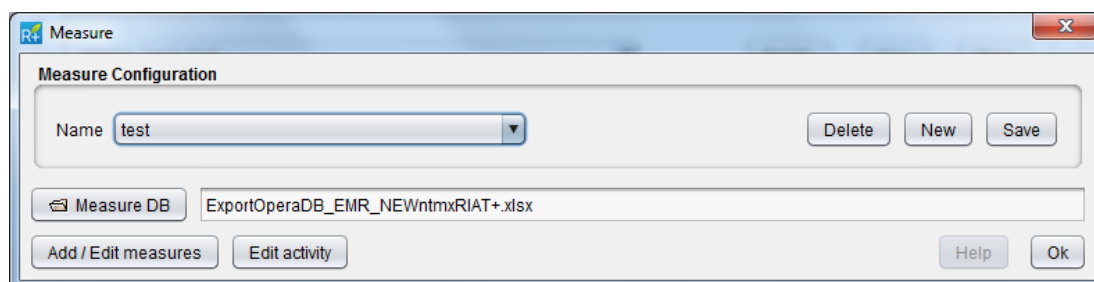 R+ Measure x
Measure Configuration
Name test Delete New Save
Measure DB ExportOperaDB_EMR_NEWntmxRIAT+.xlsx
Add / Edit measures Edit activity Help Ok